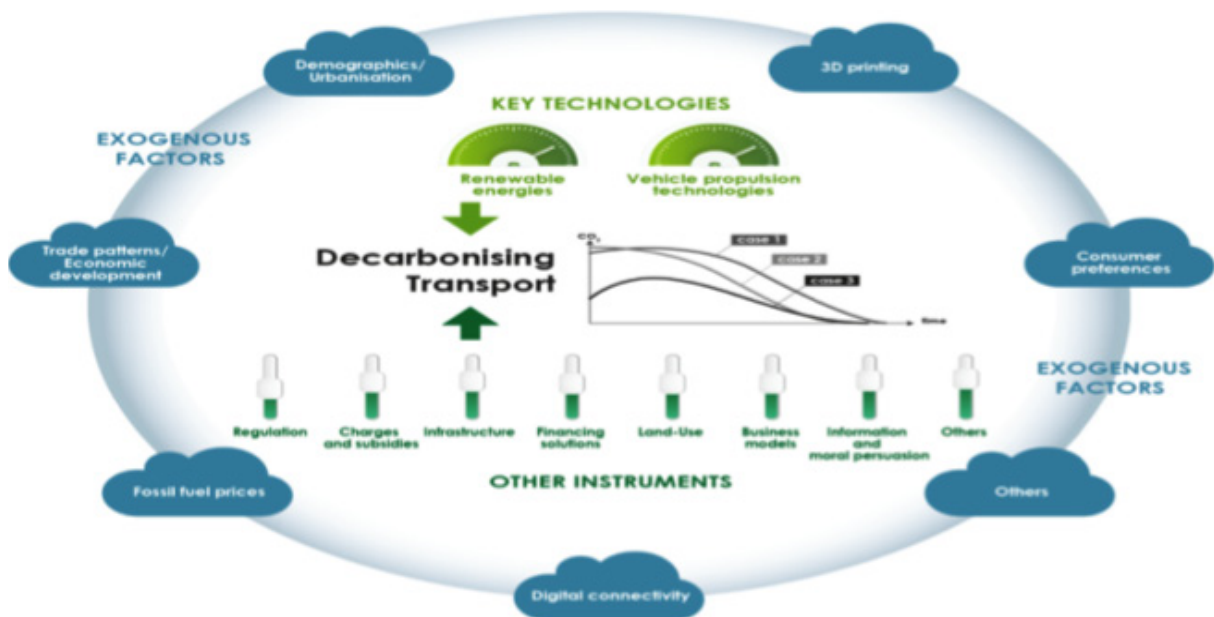 Demographics/
Urbanisation
3D printing
KEY TECHNOLOGIES
EXOGENOUS
FACTORS
Renewable
energies
Vehicle propulsion
technologies
Trade patterns/
Economic
development
Decarbonising
Transport
CO₂
case 1
case 2
case 3
time
Consumer
preferences
EXOGENOUS
FACTORS
Regulation
Charges
and subsidies
Infrastructure
Financing
solutions
Land-Use
Business
models
Information
and
moral persuasion
Others
OTHER INSTRUMENTS
Fossil fuel prices
Others
Digital connectivity